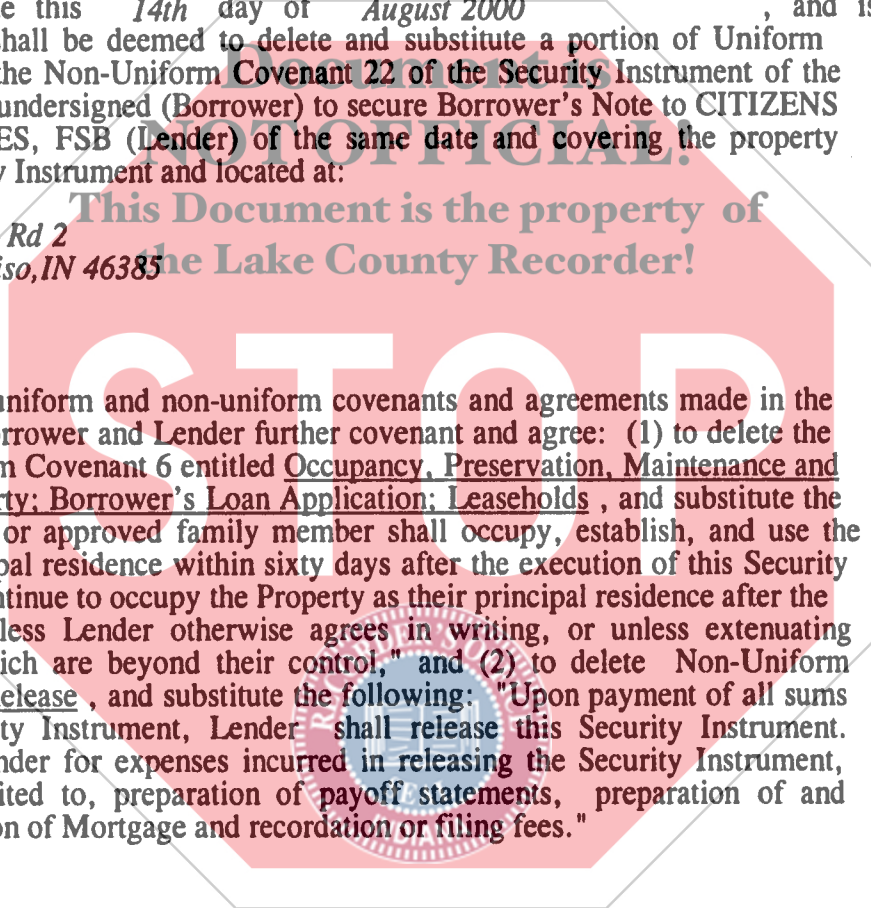 e this 14th day of August 2000 , and is
shall be deemed to delete and substitute a portion of Uniform
the Non-Uniform Covenant 22 of the Security Instrument of the
undersigned (Borrower) to secure Borrower's Note to CITIZENS
ES, FSB (Lender) of the same date and covering the property
y Instrument and located at:
Rd 2
iso,IN 46385
Document is
NOT OFFICIAL!
This Document is the property of
the Lake County Recorder!
STOP
uniform and non-uniform covenants and agreements made in the
orrower and Lender further covenant and agree: (1) to delete the
m Covenant 6 entitled Occupancy, Preservation, Maintenance and
rty; Borrower's Loan Application; Leaseholds , and substitute the
or approved family member shall occupy, establish, and use the
pal residence within sixty days after the execution of this Security
ntinue to occupy the Property as their principal residence after the
less Lender otherwise agrees in writing, or unless extenuating
ich are beyond their control," and (2) to delete Non-Uniform
elease , and substitute the following: "Upon payment of all sums
ty Instrument, Lender shall release this Security Instrument.
nder for expenses incurred in releasing the Security Instrument,
ited to, preparation of payoff statements, preparation of and
on of Mortgage and recordation or filing fees."
SEAL
INDIANA